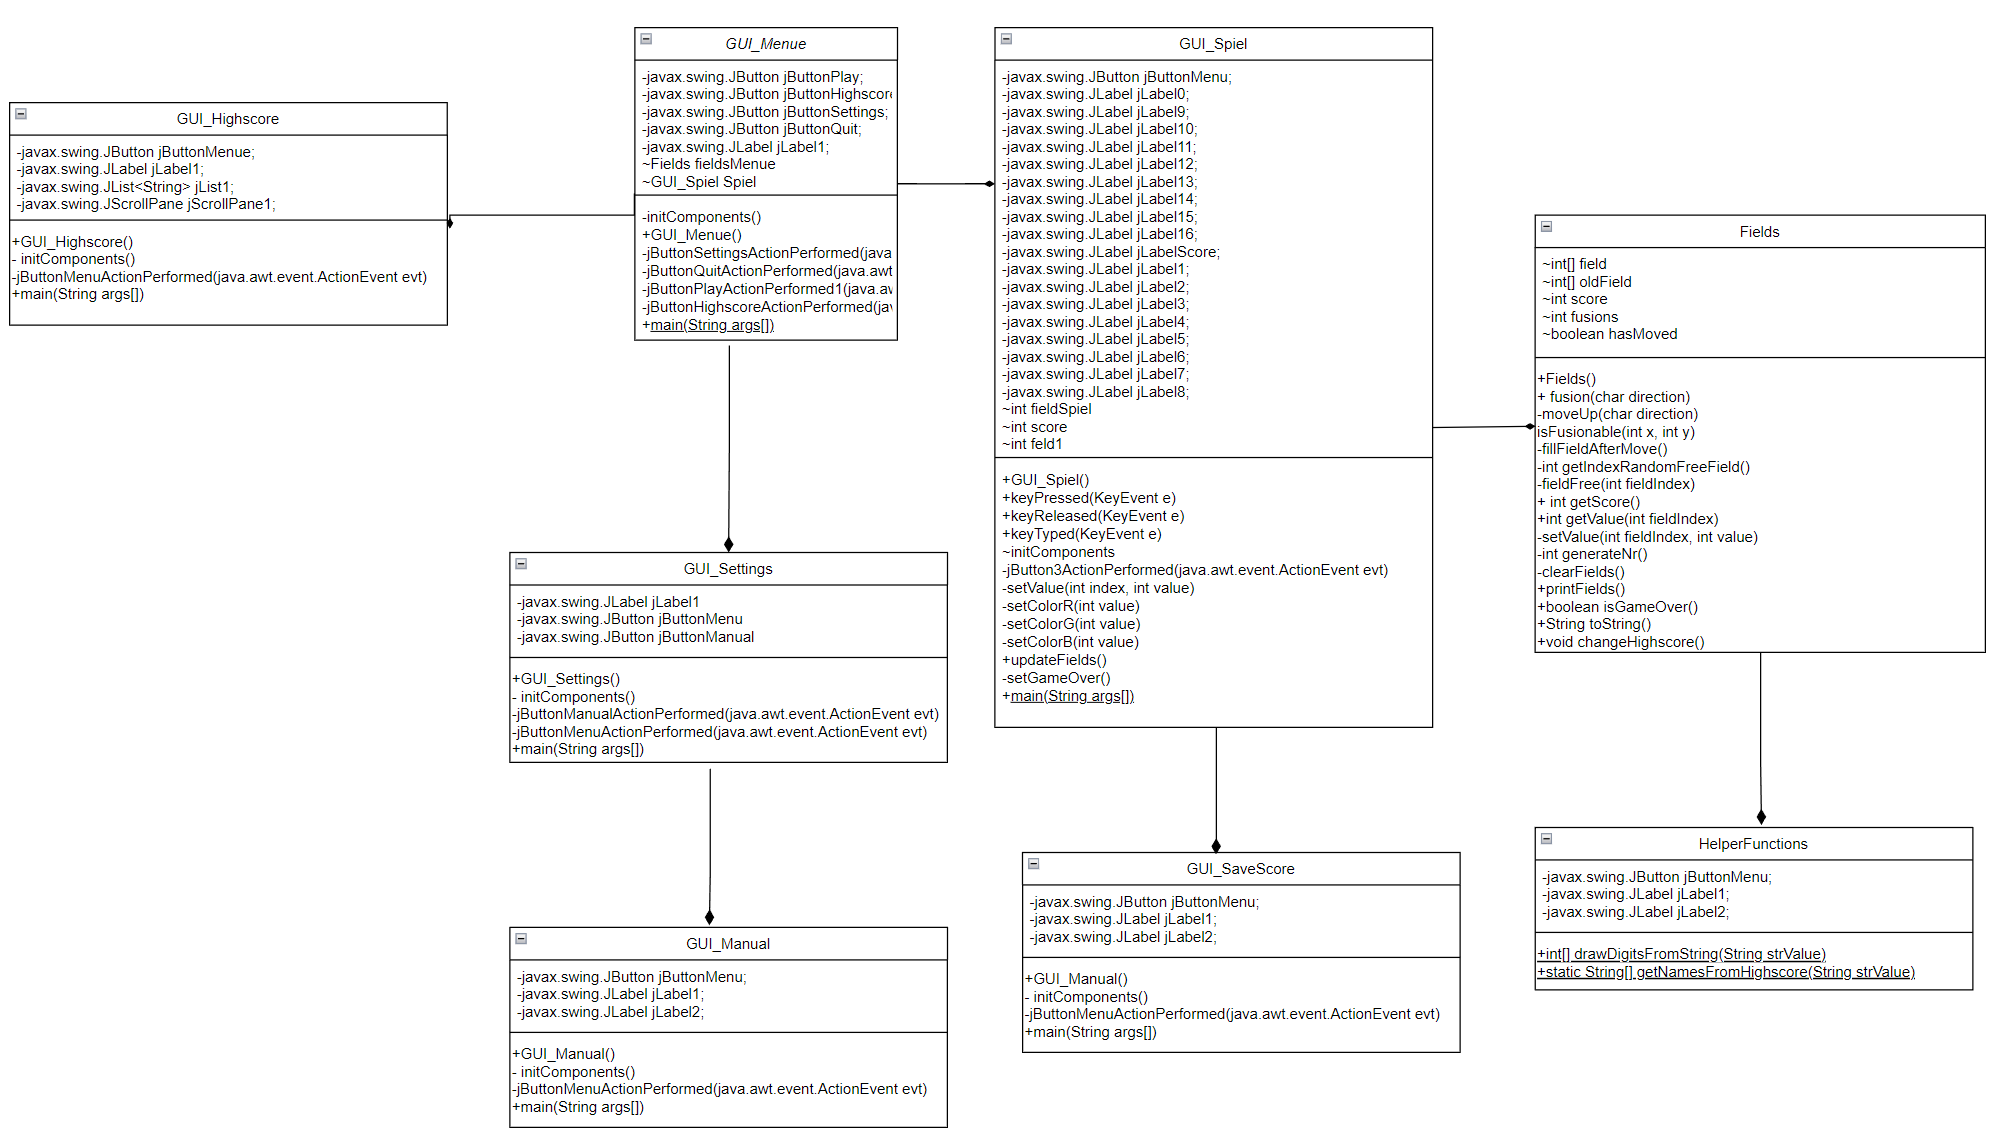 GUI_Highscore
-javax.swing.JButton jButtonMenue;
-javax.swing.JLabel jLabel1;
-javax.swing.JList<String> jList1;
-javax.swing.JScrollPane jScrollPane1;
+GUI_Highscore()
- initComponents()
-jButtonMenuActionPerformed(java.awt.event.ActionEvent evt)
+main(String args[])
GUI_Menue
-javax.swing.JButton jButtonPlay;
-javax.swing.JButton jButtonHighscore
-javax.swing.JButton jButtonSettings;
-javax.swing.JButton jButtonQuit;
-javax.swing.JLabel jLabel1;
~Fields fieldsMenue
~GUI_Spiel Spiel
-initComponents()
+GUI_Menue()
-jButtonSettingsActionPerformed(java
-jButtonQuitActionPerformed(java.awt
-jButtonPlayActionPerformed1(java.aw
-jButtonHighscoreActionPerformed(jav
+main(String args[])
GUI_Settings
-javax.swing.JLabel jLabel1
-javax.swing.JButton jButtonMenu
-javax.swing.JButton jButtonManual
+GUI_Settings()
- initComponents()
-jButtonManualActionPerformed(java.awt.event.ActionEvent evt)
-jButtonMenuActionPerformed(java.awt.event.ActionEvent evt)
+main(String args[])
GUI_Manual
-javax.swing.JButton jButtonMenu;
-javax.swing.JLabel jLabel1;
-javax.swing.JLabel jLabel2;
+GUI_Manual()
- initComponents()
-jButtonMenuActionPerformed(java.awt.event.ActionEvent evt)
+main(String args[])
GUI_Spiel
-javax.swing.JButton jButtonMenu;
-javax.swing.JLabel jLabel0;
-javax.swing.JLabel jLabel9;
-javax.swing.JLabel jLabel10;
-javax.swing.JLabel jLabel11;
-javax.swing.JLabel jLabel12;
-javax.swing.JLabel jLabel13;
-javax.swing.JLabel jLabel14;
-javax.swing.JLabel jLabel15;
-javax.swing.JLabel jLabel16;
-javax.swing.JLabel jLabelScore;
-javax.swing.JLabel jLabel1;
-javax.swing.JLabel jLabel2;
-javax.swing.JLabel jLabel3;
-javax.swing.JLabel jLabel4;
-javax.swing.JLabel jLabel5;
-javax.swing.JLabel jLabel6;
-javax.swing.JLabel jLabel7;
-javax.swing.JLabel jLabel8;
~int fieldSpiel
~int score
~int feld1
+GUI_Spiel()
+keyPressed(KeyEvent e)
+keyReleased(KeyEvent e)
+keyTyped(KeyEvent e)
~initComponents
-jButton3ActionPerformed(java.awt.event.ActionEvent evt)
-setValue(int index, int value)
-setColorR(int value)
-setColorG(int value)
-setColorB(int value)
+updateFields()
-setGameOver()
+main(String args[])
GUI_SaveScore
-javax.swing.JButton jButtonMenu;
-javax.swing.JLabel jLabel1;
-javax.swing.JLabel jLabel2;
+GUI_Manual()
- initComponents()
-jButtonMenuActionPerformed(java.awt.event.ActionEvent evt)
+main(String args[])
Fields
~int[] field
~int[] oldField
~int score
~int fusions
~boolean hasMoved
+Fields()
+ fusion(char direction)
-moveUp(char direction)
isFusionable(int x, int y)
-fillFieldAfterMove()
-int getIndexRandomFreeField()
-fieldFree(int fieldIndex)
+ int getScore()
+int getValue(int fieldIndex)
-setValue(int fieldIndex, int value)
-int generateNr()
-clearFields()
+printFields()
+boolean isGameOver()
+String toString()
+void changeHighscore()
HelperFunctions
-javax.swing.JButton jButtonMenu;
-javax.swing.JLabel jLabel1;
-javax.swing.JLabel jLabel2;
+int[] drawDigitsFromString(String strValue)
+static String[] getNamesFromHighscore(String strValue)